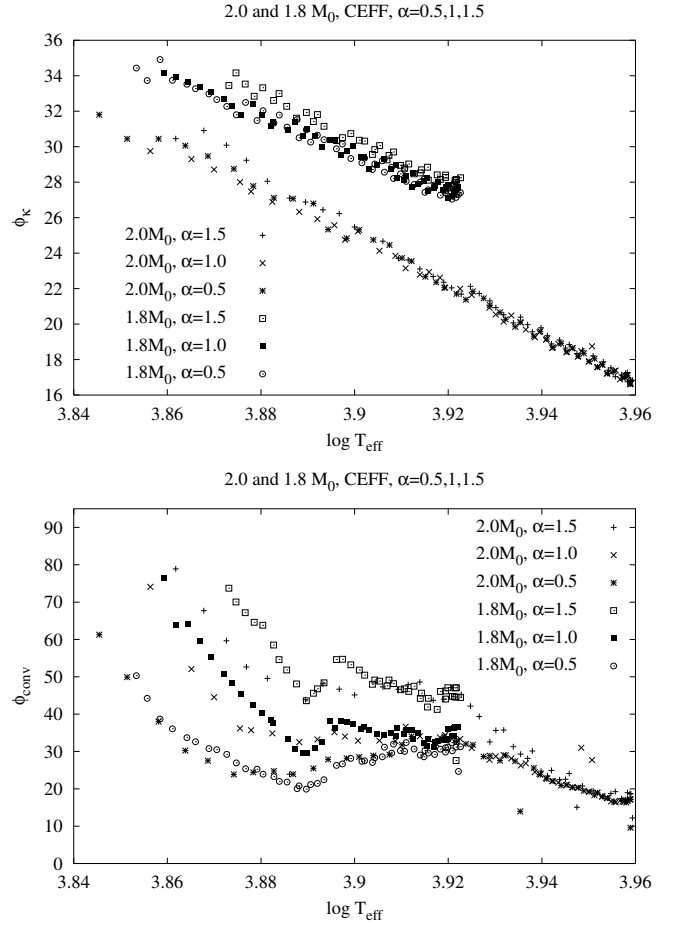 2.0 and 1.8 M₀, CEFF, α=0.5,1,1.5
36
34
32
30
28
26
24
22
20
18
16
ϕκ
2.0M₀, α=1.5
2.0M₀, α=1.0
2.0M₀, α=0.5
1.8M₀, α=1.5
1.8M₀, α=1.0
1.8M₀, α=0.5
3.84 3.86 3.88 3.9 3.92 3.94 3.96
log Teff
2.0 and 1.8 M₀, CEFF, α=0.5,1,1.5
90
80
70
60
50
40
30
20
10
0
ϕconv
2.0M₀, α=1.5
2.0M₀, α=1.0
2.0M₀, α=0.5
1.8M₀, α=1.5
1.8M₀, α=1.0
1.8M₀, α=0.5
3.84 3.86 3.88 3.9 3.92 3.94 3.96
log Teff